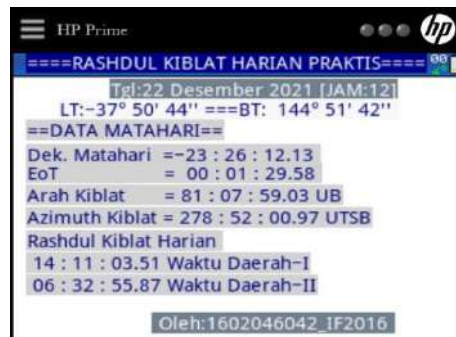 HP Prime
hp
====RASHDUL KIBLAT HARIAN PRAKTIS====
Tgl:22 Desember 2021 [JAM:12]
LT:-37° 50' 44'' ===BT: 144° 51' 42''
==DATA MATAHARI==
Dek. Matahari =-23 : 26 : 12.13
EoT = 00 : 01 : 29.58
Arah Kiblat = 81 : 07 : 59.03 UB
Azimuth Kiblat = 278 : 52 : 00.97 UTSB
Rashdul Kiblat Harian
14 : 11 : 03.51 Waktu Daerah-I
06 : 32 : 55.87 Waktu Daerah-II
Oleh:1602046042_IF2016